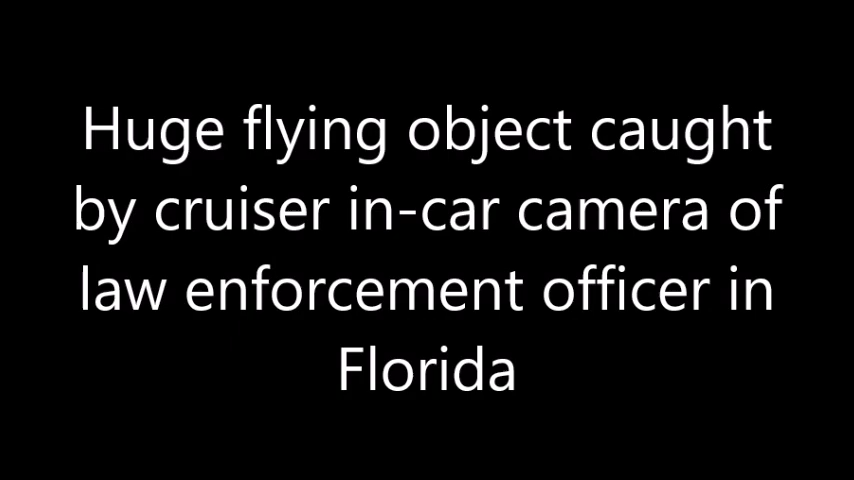 Huge flying object caught
by cruiser in-car camera of
law enforcement officer in
Florida